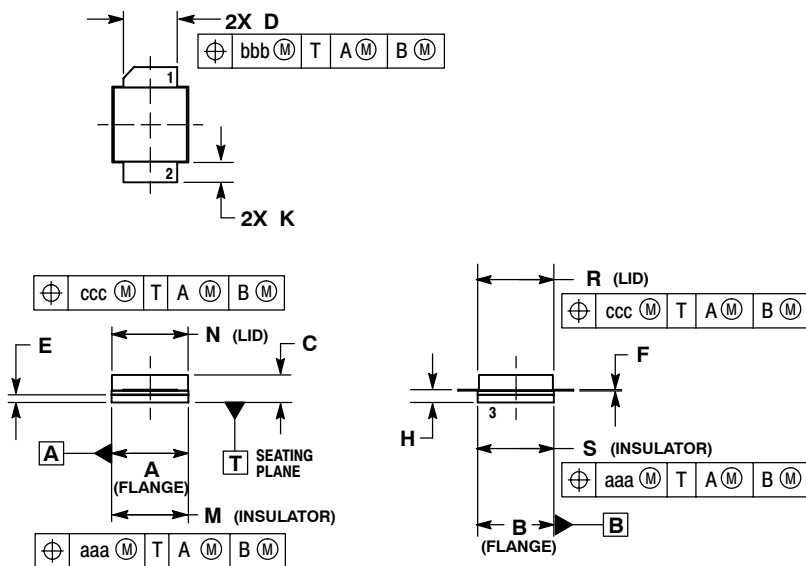 2X D
⌖ bbb Ⓜ T A Ⓜ B Ⓜ
1
2
2X K
⌖ ccc Ⓜ T A Ⓜ B Ⓜ
N (LID)
E
C
A
A
(FLANGE)
T SEATING
PLANE
M (INSULATOR)
⌖ aaa Ⓜ T A Ⓜ B Ⓜ
R (LID)
⌖ ccc Ⓜ T A Ⓜ B Ⓜ
F
3
H
S (INSULATOR)
⌖ aaa Ⓜ T A Ⓜ B Ⓜ
B
(FLANGE)
B